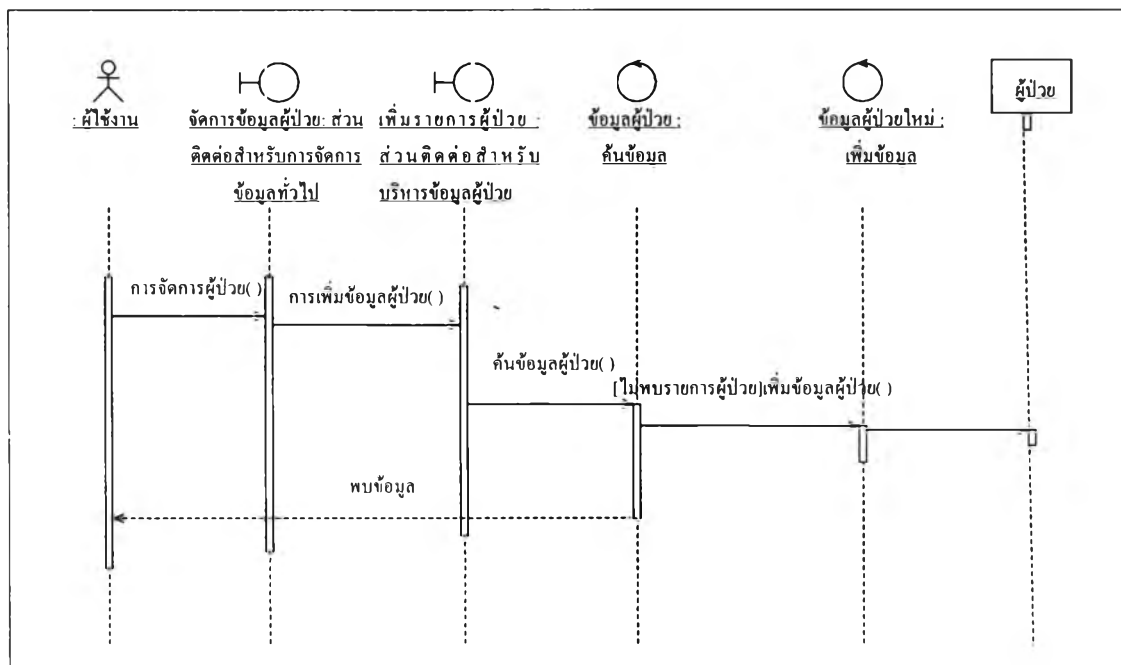 : ผู้ใช้งาน
จัดการข้อมูลผู้ป่วย: ส่วน
ติดต่อสำหรับการจัดการ
ข้อมูลทั่วไป
เพิ่มรายการผู้ป่วย :
ส่วนติดต่อสำหรับ
บริหารข้อมูลผู้ป่วย
ข้อมูลผู้ป่วย :
ค้นข้อมูล
ข้อมูลผู้ป่วยใหม่ :
เพิ่มข้อมูล
ผู้ป่วย
การจัดการผู้ป่วย( )
การเพิ่มข้อมูลผู้ป่วย( )
ค้นข้อมูลผู้ป่วย( )
[ไม่พบรายการผู้ป่วย]เพิ่มข้อมูลผู้ป่วย( )
พบข้อมูล